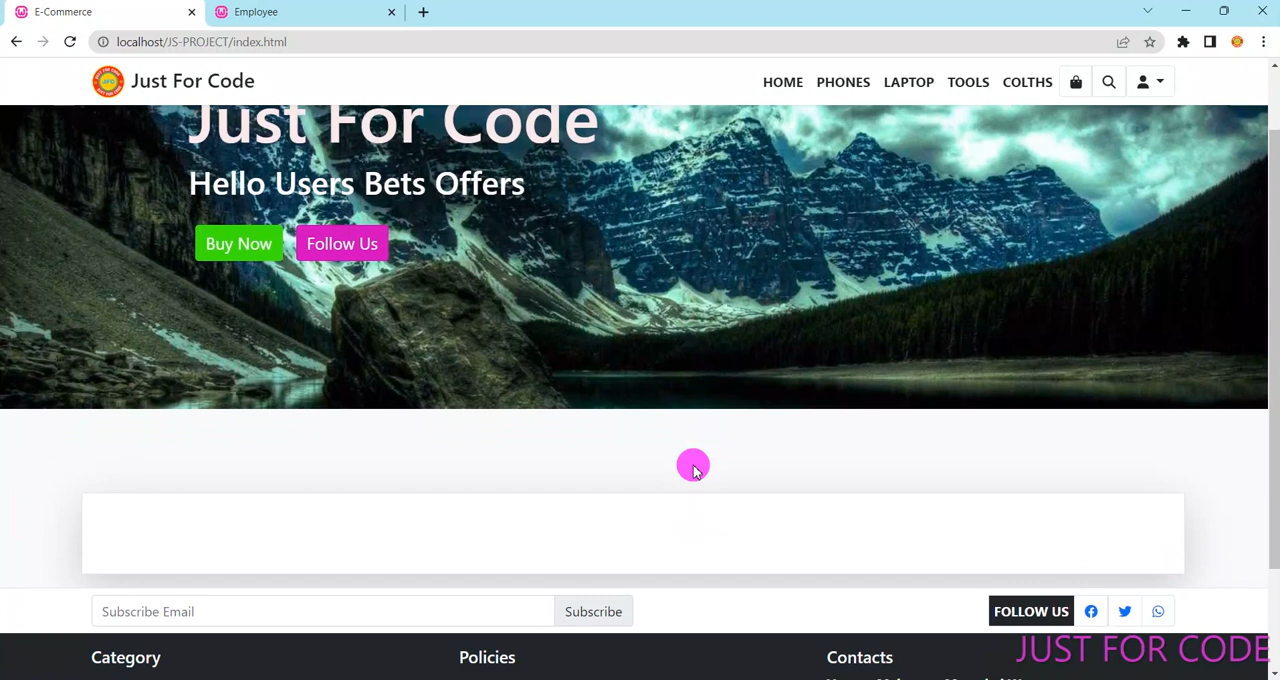 E-Commerce
Employee
localhost/JS-PROJECT/index.html
Just For Code
HOME PHONES LAPTOP TOOLS COLTHS
Just For Code
Hello Users Bets Offers
Buy Now Follow Us
Subscribe Email Subscribe FOLLOW US
Category Policies Contacts
JUST FOR CODE